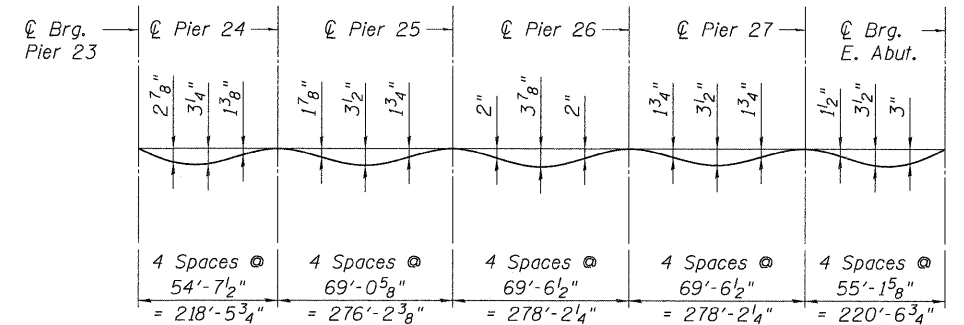 ℄ Brg.
Pier 23
℄ Pier 24
℄ Pier 25
℄ Pier 26
℄ Pier 27
℄ Brg.
E. Abut.
2 7/8"
3 1/4"
1 3/8"
1 7/8"
3 1/2"
1 3/4"
2"
3 7/8"
2"
1 3/4"
3 1/2"
1 3/4"
1 1/2"
3 1/2"
3"
4 Spaces @
54'-7 1/2"
= 218'-5 3/4"
4 Spaces @
69'-0 5/8"
= 276'-2 3/8"
4 Spaces @
69'-6 1/2"
= 278'-2 1/4"
4 Spaces @
69'-6 1/2"
= 278'-2 1/4"
4 Spaces @
55'-1 5/8"
= 220'-6 3/4"